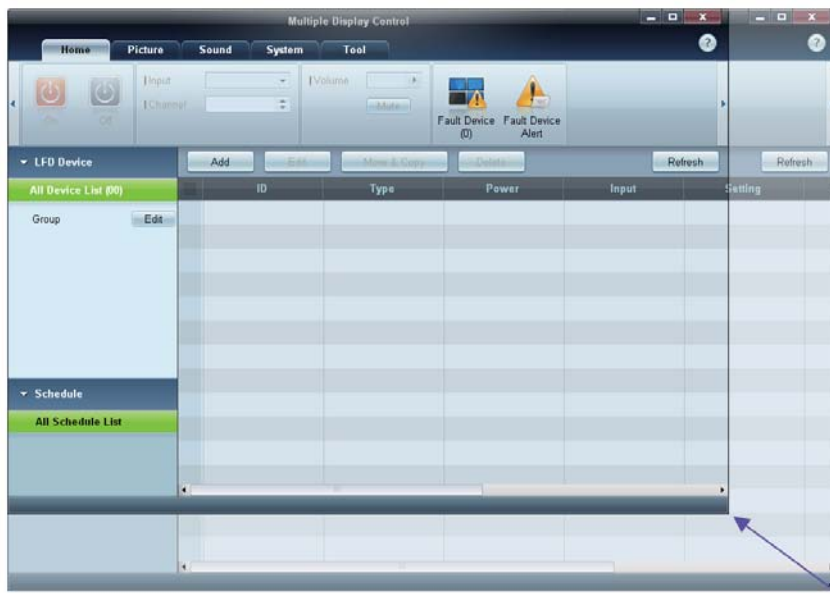 Multiple Display Control
Home Picture Sound System Tool
Input Volume
On Off Channel Mute
Fault Device Fault Device
(0) Alert
LFD Device Add Edit Move & Copy Delete Refresh Refresh
All Device List (00) ID Type Power Input Setting
Group Edit
Schedule
All Schedule List